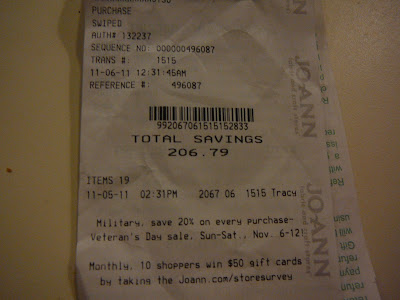 PURCHASE
SWIPED
AUTH# 132237
SEQUENCE NO: 00000049608?
TRANS #: 1515
11-06-11 12:31:45AM
REFERENCE #: 49608?
992067061515152833
TOTAL SAVINGS
206.79
ITEMS 19
11-05-11 02:31PM 2067 06 1515 Tracy
Military, save 20% on every purchase-
Veteran's Day sale, Sun-Sat., Nov. 6-12!
Monthly, 10 shoppers win $50 gift cards
by taking the Joann.com/storesurvey
JOANN
JOANN